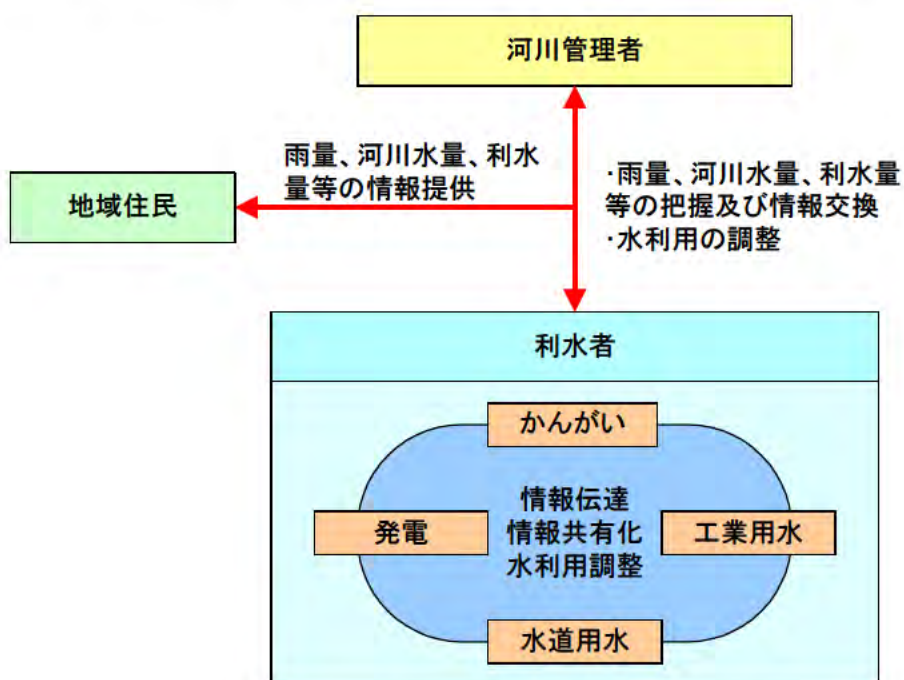 河川管理者
雨量、河川水量、利水
量等の情報提供
・雨量、河川水量、利水量
等の把握及び情報交換
・水利用の調整
地域住民
利水者
かんがい
情報伝達
情報共有化
水利用調整
発電
工業用水
水道用水